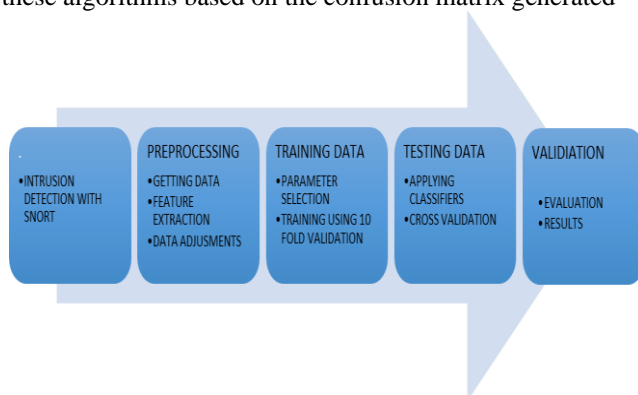 these algorithms based on the confusion matrix generated
.
•INTRUSION
DETECTION WITH
SNORT
PREPROCESSING
•GETTING DATA
•FEATURE
EXTRACTION
•DATA ADJUSMENTS
TRAINING DATA
•PARAMETER
SELECTION
•TRAINING USING 10
FOLD VALIDATION
TESTING DATA
•APPLYING
CLASSIFIERS
•CROSS VALIDATION
VALIDIATION
•EVALUATION
•RESULTS